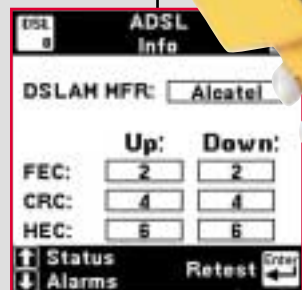 DSL 0
ADSL
Info
DSLAM MFR: Alcatel
Up: Down:
FEC: 2 2
CRC: 4 4
HEC: 6 6
Status
Alarms
Retest Enter